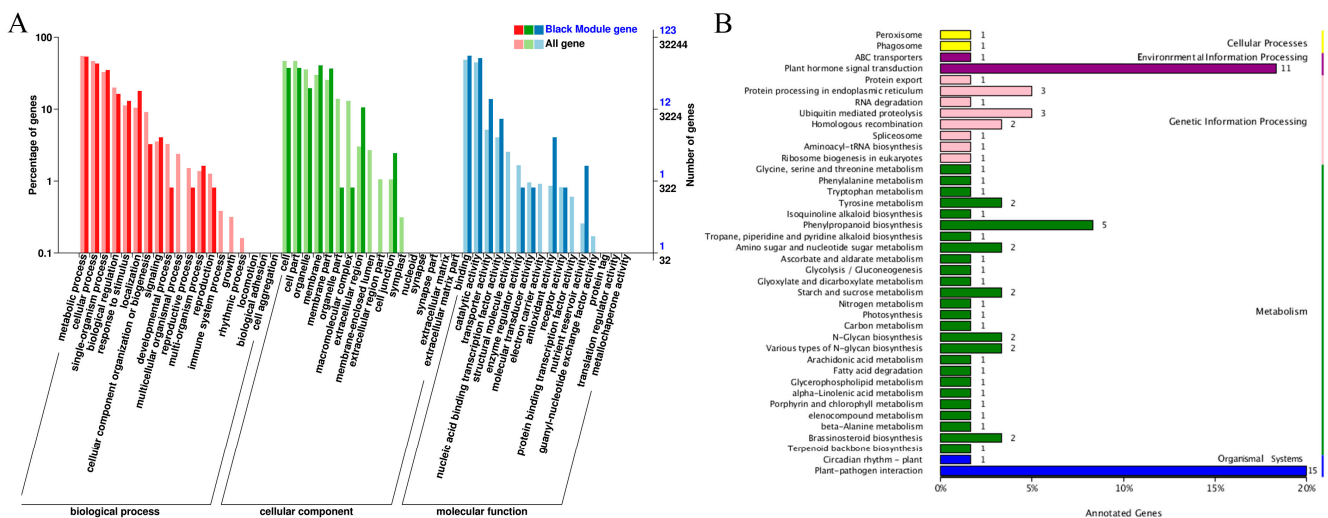 A
Black Module gene
All gene
100
10
1
0.1
Percentage of genes
123
32244
12
3224
1
322
1
32
Number of genes
metabolic process
cellular process
single-organism process
biological regulation
response to stimulus
localization
cellular component organization or biogenesis
signaling
developmental process
multicellular organismal process
reproductive process
multi-organism process
reproduction
immune system process
growth
rhythmic process
locomotion
biological adhesion
cell aggregation
cell
cell part
organelle
membrane
membrane part
organelle part
macromolecular complex
extracellular region
membrane-enclosed lumen
extracellular region part
cell junction
symplast
nucleoid
synapse
synapse part
extracellular matrix
extracellular matrix part
binding
catalytic activity
transporter activity
nucleic acid binding transcription factor activity
structural molecule activity
enzyme regulator activity
molecular transducer activity
electron carrier activity
antioxidant activity
receptor activity
protein binding transcription factor activity
nutrient reservoir activity
guanyl-nucleotide exchange factor activity
protein tag
translation regulator activity
metallochaperone activity
biological process
cellular component
molecular function
B
Peroxisome 1
Phagosome 1 Cellular Processes
ABC transporters 1 Environmental Information Processing
Plant hormone signal transduction 11
Protein export 1
Protein processing in endoplasmic reticulum 3
RNA degradation 1
Ubiquitin mediated proteolysis 3 Genetic Information Processing
Homologous recombination 2
Spliceosome 1
Aminoacyl-tRNA biosynthesis 1
Ribosome biogenesis in eukaryotes 1
Glycine, serine and threonine metabolism 1
Phenylalanine metabolism 1
Tryptophan metabolism 1
Tyrosine metabolism 2
Isoquinoline alkaloid biosynthesis 1
Phenylpropanoid biosynthesis 5
Tropane, piperidine and pyridine alkaloid biosynthesis 1
Amino sugar and nucleotide sugar metabolism 2
Ascorbate and aldarate metabolism 1
Glycolysis / Gluconeogenesis 1
Glyoxylate and dicarboxylate metabolism 1
Starch and sucrose metabolism 2
Nitrogen metabolism 1
Photosynthesis 1 Metabolism
Carbon metabolism 1
N-Glycan biosynthesis 2
Various types of N-glycan biosynthesis 2
Arachidonic acid metabolism 1
Fatty acid degradation 1
Glycerophospholipid metabolism 1
alpha-Linolenic acid metabolism 1
Porphyrin and chlorophyll metabolism 1
elenocompound metabolism 1
beta-Alanine metabolism 1
Brassinosteroid biosynthesis 2
Terpenoid backbone biosynthesis 1
Circadian rhythm - plant 1 Organismal Systems
Plant-pathogen interaction 15
0% 5% 10% 15% 20%
Annotated Genes